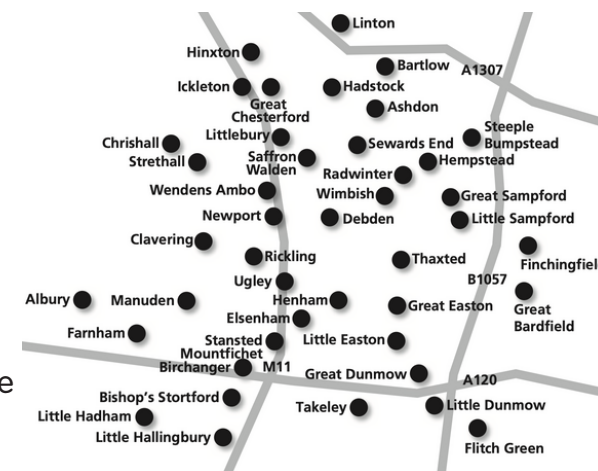 Linton
Hinxton
Bartlow
A1307
Ickleton
Hadstock
Great
Chesterford
Ashdon
Littlebury
Steeple
Bumpstead
Chrishall
Sewards End
Strethall
Saffron
Walden
Hempstead
Radwinter
Wendens Ambo
Wimbish
Great Sampford
Newport
Debden
Little Sampford
Clavering
Rickling
Thaxted
Finchingfiel
Ugley
B1057
Albury
Manuden
Henham
Great Easton
Great
Bardfield
Elsenham
Farnham
Stansted
Mountfichet
Little Easton
Birchanger
M11
Great Dunmow
A120
e
Bishop's Stortford
Takeley
Little Dunmow
Little Hadham
Little Hallingbury
Flitch Green